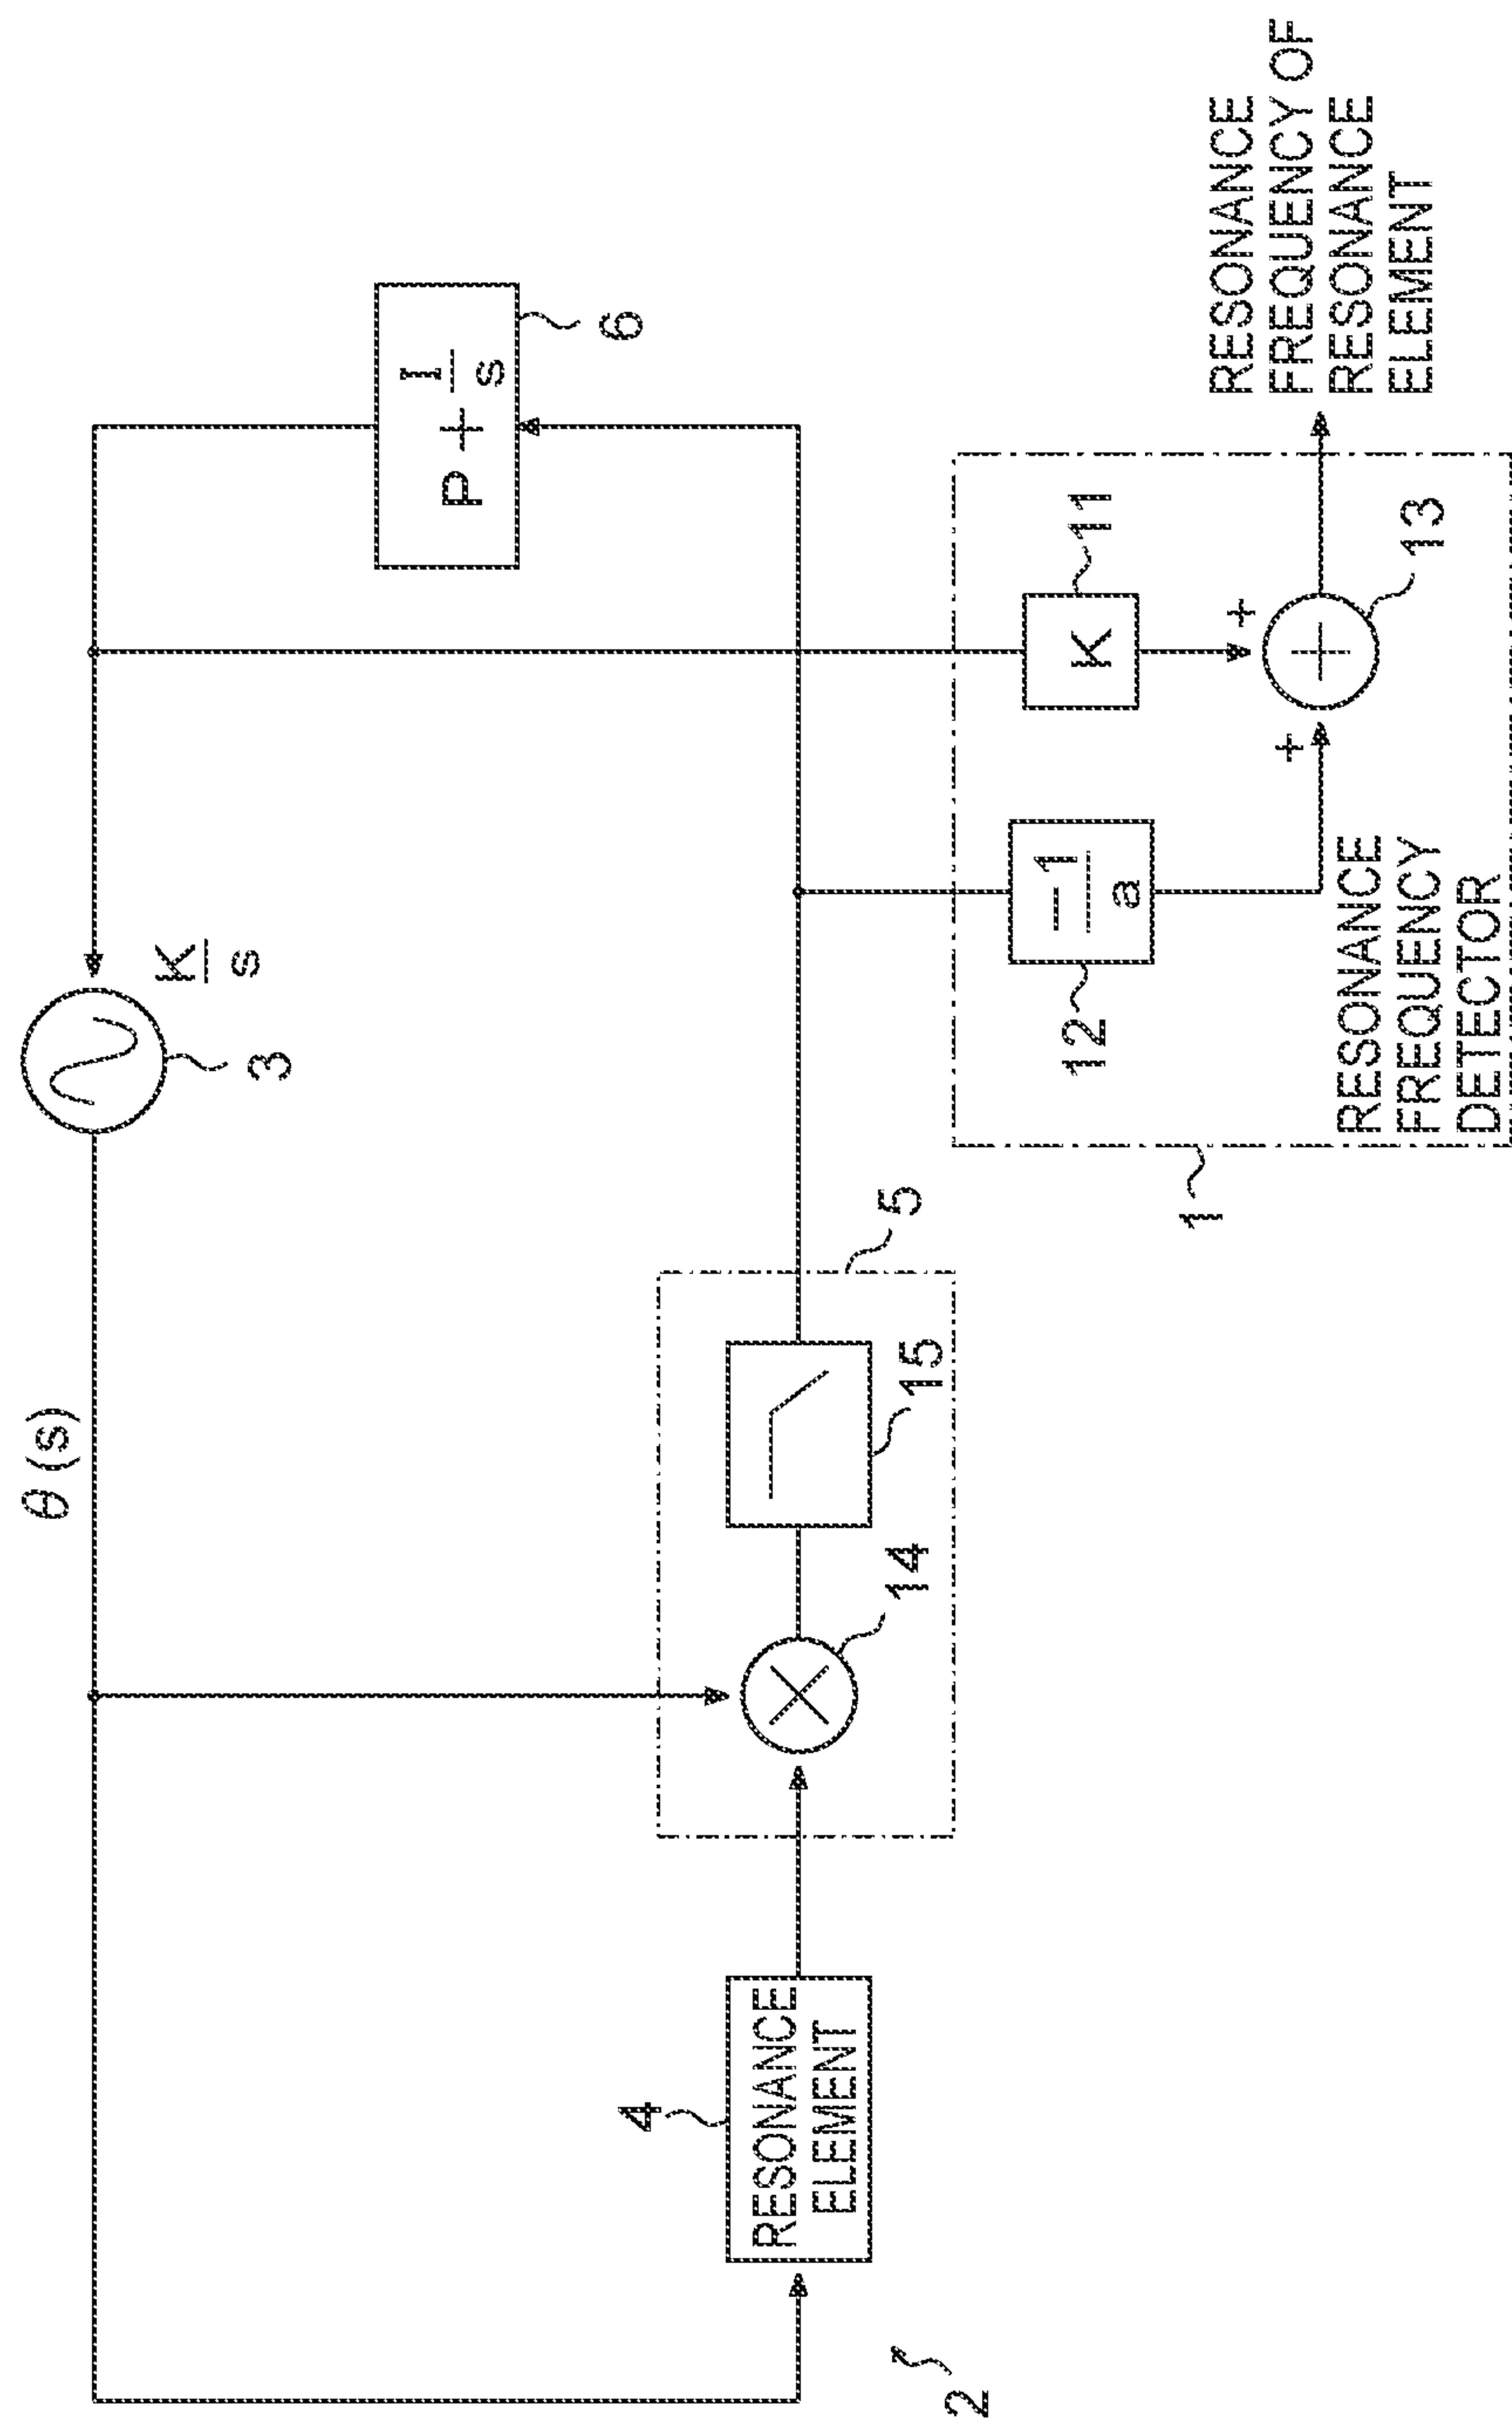 θ (s)
K
s
3
P + I
s
6
4
RESONANCE
ELEMENT
14
15
5
12
−1
a
K
11
+
+
13
RESONANCE
FREQUENCY
DETECTOR
1
RESONANCE
FREQUENCY OF
RESONANCE
ELEMENT
2